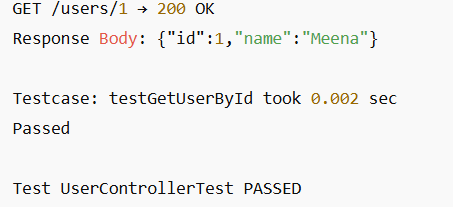 GET /users/1 → 200 OK
Response Body: {"id":1,"name":"Meena"}
Testcase: testGetUserById took 0.002 sec
Passed
Test UserControllerTest PASSED